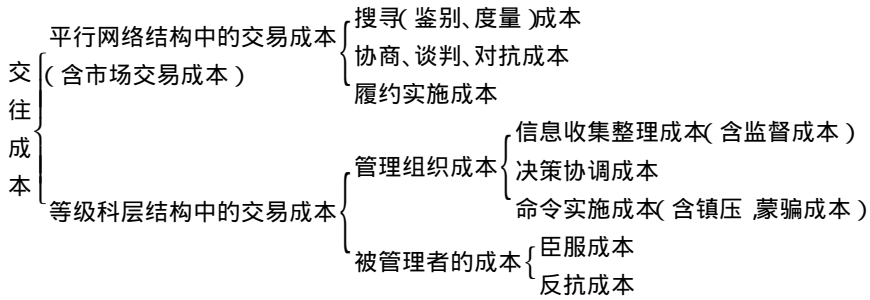 交往成本
平行网络结构中的交易成本
(含市场交易成本)
搜寻(鉴别、度量)成本
协商、谈判、对抗成本
履约实施成本
等级科层结构中的交易成本
管理组织成本
信息收集整理成本(含监督成本)
决策协调成本
命令实施成本(含镇压,蒙骗成本)
被管理者的成本
臣服成本
反抗成本